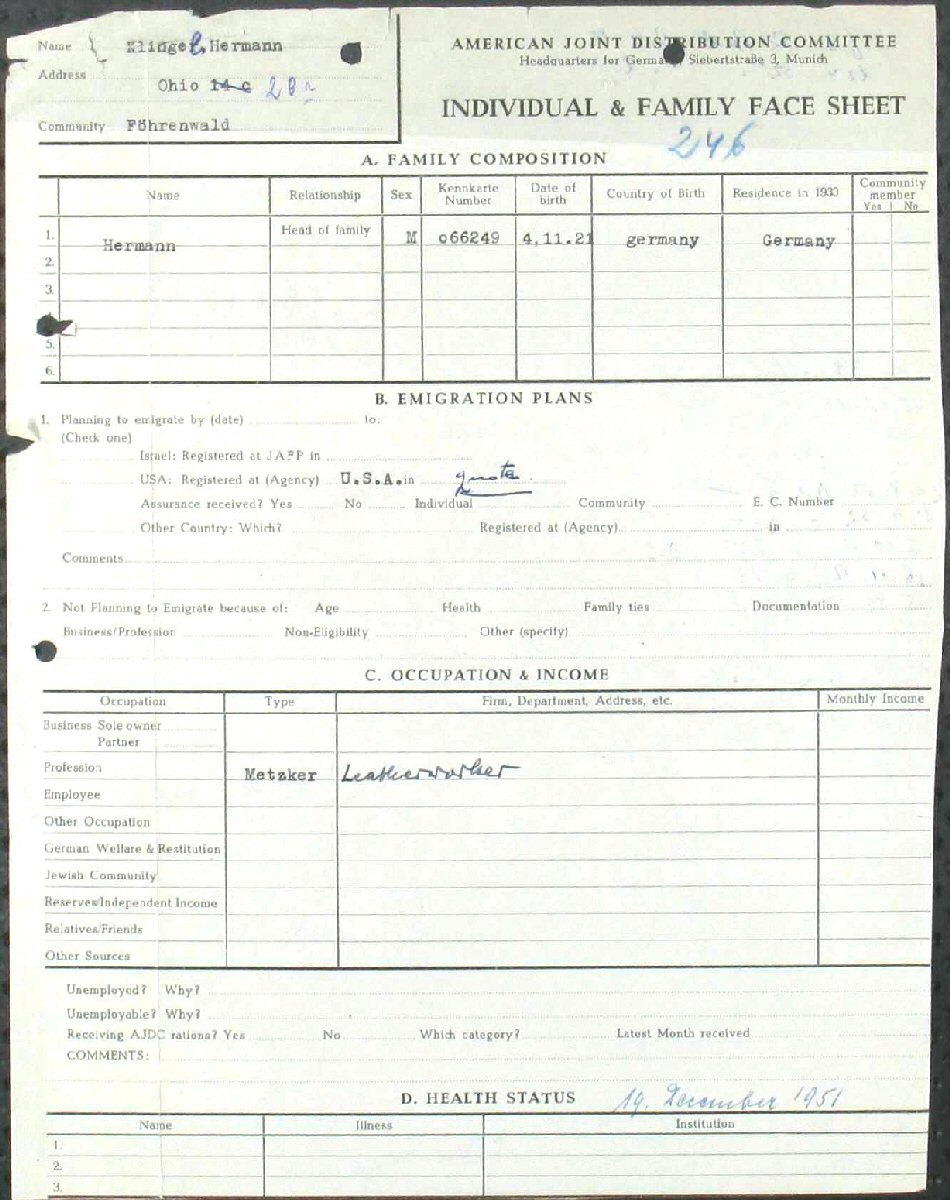 Name Klinge l, Hermann
AMERICAN JOINT DISTRIBUTION COMMITTEE
Headquarters for Germany, Siebertstraße 3, Munich
Address
Ohio 14 c 20
INDIVIDUAL & FAMILY FACE SHEET
Community Föhrenwald
246
A. FAMILY COMPOSITION
Name Relationship Sex Kennkarte Number Date of birth Country of Birth Residence in 1933 Community member Yes No
1. Hermann Head of family M o66249 4.11.21 germany Germany
2.
3.
5.
6.
B. EMIGRATION PLANS
1. Planning to emigrate by (date) to:
(Check one)
Israel: Registered at JAFP in
USA: Registered at (Agency) U.S.A. in quota
Assurance received? Yes No Individual Community E. C. Number
Other Country: Which? Registered at (Agency) in
Comments
2. Not Planning to Emigrate because of: Age Health Family ties Documentation
Business/Profession Non-Eligibility Other (specify)
C. OCCUPATION & INCOME
Occupation Type Firm, Department, Address, etc. Monthly Income
Business Sole owner
Partner
Profession Metzker Leatherworker
Employee
Other Occupation
German Welfare & Restitution
Jewish Community
Reserves/Independent Income
Relatives/Friends
Other Sources
Unemployed? Why?
Unemployable? Why?
Receiving AJDC rations? Yes No Which category? Latest Month received
COMMENTS:
D. HEALTH STATUS 19. December 1951
Name Illness Institution
1.
2.
3.